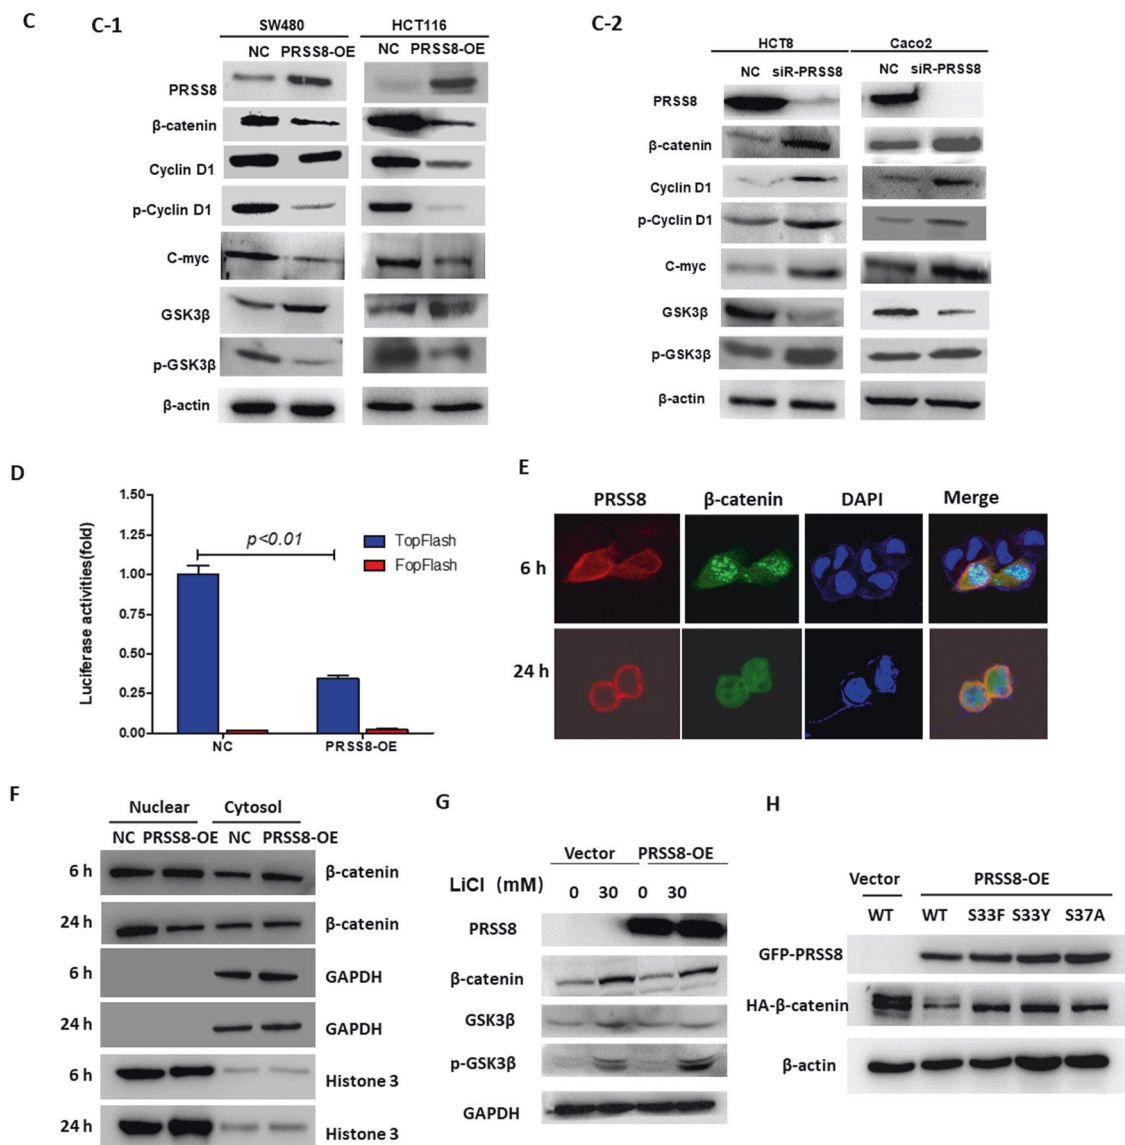 C C-1 C-2
SW480 HCT116
NC PRSS8-OE NC PRSS8-OE
PRSS8
β-catenin
Cyclin D1
p-Cyclin D1
C-myc
GSK3β
p-GSK3β
β-actin
HCT8 Caco2
NC siR-PRSS8 NC siR-PRSS8
PRSS8
β-catenin
Cyclin D1
p-Cyclin D1
C-myc
GSK3β
p-GSK3β
β-actin
D
Luciferase activities(fold)
1.50
1.25
1.00
0.75
0.50
0.25
0.00
p<0.01
TopFlash
FopFlash
NC PRSS8-OE
E
PRSS8 β-catenin DAPI Merge
6 h
24 h
F
Nuclear Cytosol
NC PRSS8-OE NC PRSS8-OE
6 h β-catenin
24 h β-catenin
6 h GAPDH
24 h GAPDH
6 h Histone 3
24 h Histone 3
G
Vector PRSS8-OE
LiCl (mM) 0 30 0 30
PRSS8
β-catenin
GSK3β
p-GSK3β
GAPDH
H
Vector PRSS8-OE
WT WT S33F S33Y S37A
GFP-PRSS8
HA-β-catenin
β-actin